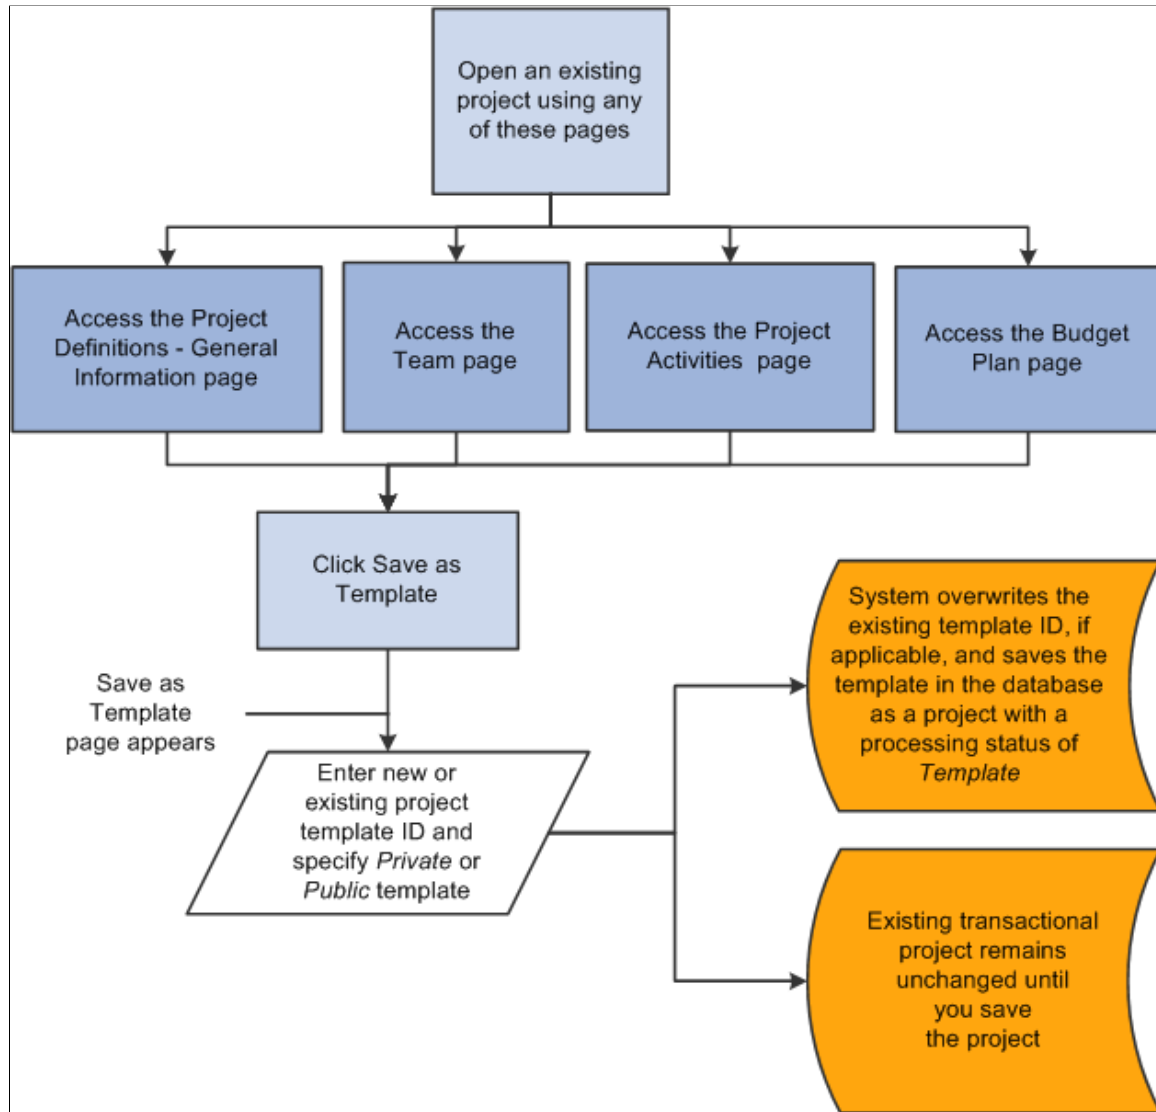 Open an existing
project using any
of these pages
Access the Project
Definitions - General
Information page
Access the
Team page
Access the Project
Activities page
Access the Budget
Plan page
Click Save as
Template
Save as
Template
page appears
Enter new or
existing project
template ID and
specify Private or
Public template
System overwrites the
existing template ID, if
applicable, and saves the
template in the database
as a project with a
processing status of
Template
Existing transactional
project remains
unchanged until
you save
the project